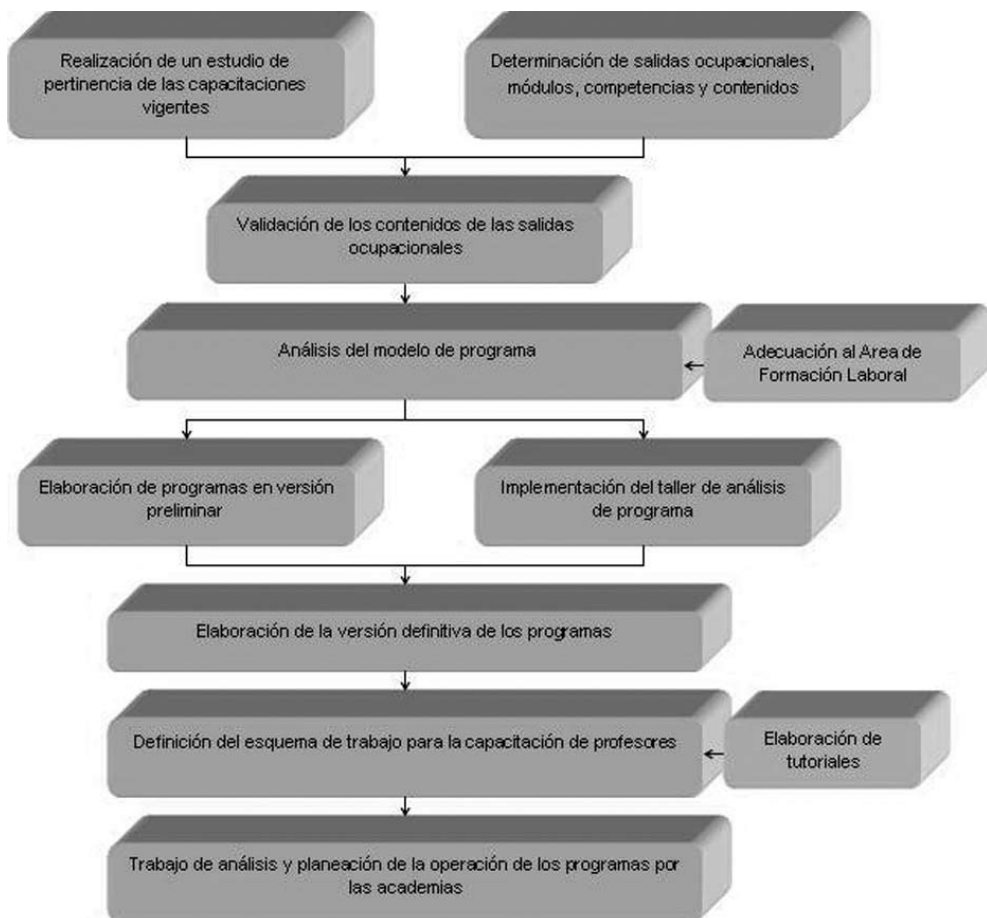 Realización de un estudio de
pertinencia de las capacitaciones
vigentes
Determinación de salidas ocupacionales,
módulos, competencias y contenidos
Validación de los contenidos de las salidas
ocupacionales
Análisis del modelo de programa
Adecuación al Area de
Formación Laboral
Elaboración de programas en versión
preliminar
Implementación del taller de análisis
de programa
Elaboración de la versión definitiva de los programas
Definición del esquema de trabajo para la capacitación de profesores
Elaboración de
tutoriales
Trabajo de análisis y planeación de la operación de los programas por
las academias